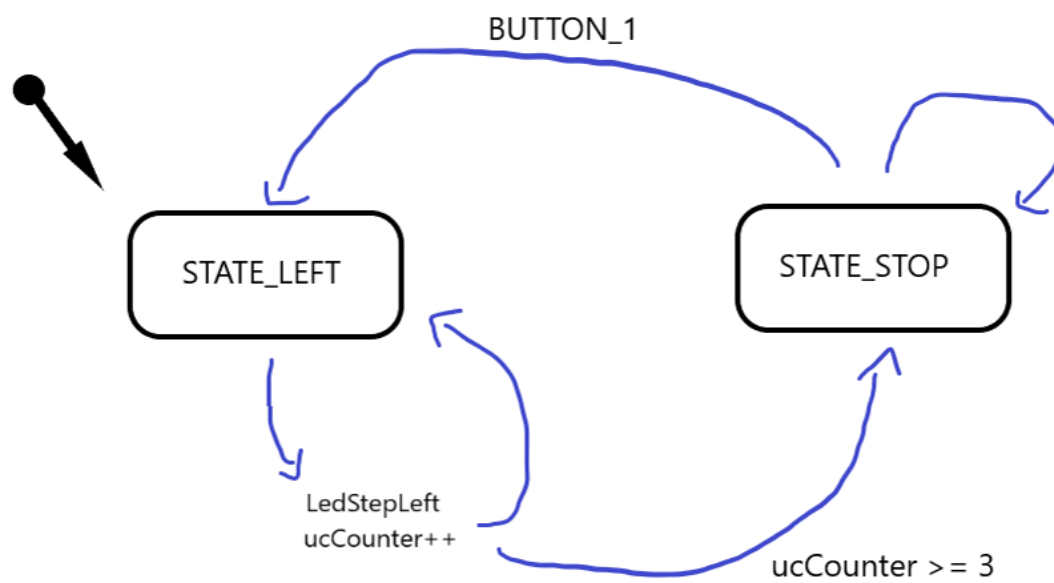 BUTTON_1
STATE_LEFT
STATE_STOP
LedStepLeft
ucCounter++
ucCounter >= 3